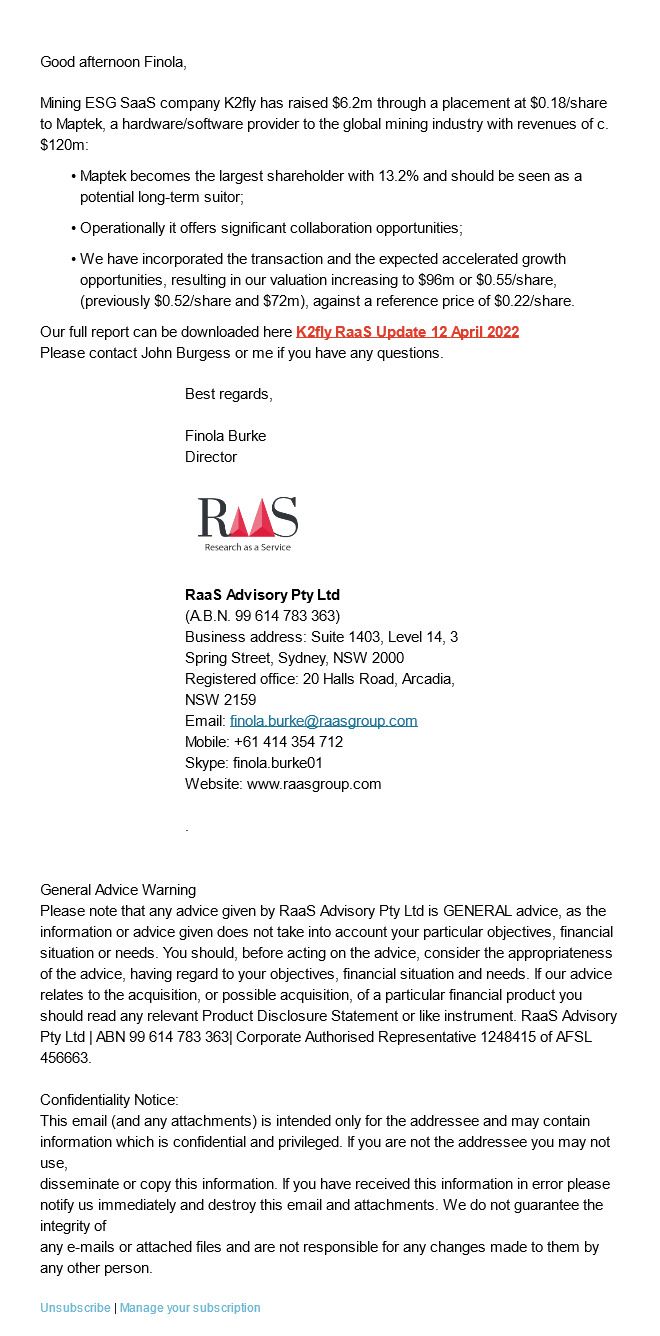 Good afternoon Finola,
Mining ESG SaaS company K2fly has raised $6.2m through a placement at $0.18/share
to Maptek, a hardware/software provider to the global mining industry with revenues of c.
$120m:
• Maptek becomes the largest shareholder with 13.2% and should be seen as a
potential long-term suitor;
• Operationally it offers significant collaboration opportunities;
• We have incorporated the transaction and the expected accelerated growth
opportunities, resulting in our valuation increasing to $96m or $0.55/share,
(previously $0.52/share and $72m), against a reference price of $0.22/share.
Our full report can be downloaded here K2fly RaaS Update 12 April 2022
Please contact John Burgess or me if you have any questions.
Best regards,
Finola Burke
Director
RAAS
Research as a Service
RaaS Advisory Pty Ltd
(A.B.N. 99 614 783 363)
Business address: Suite 1403, Level 14, 3
Spring Street, Sydney, NSW 2000
Registered office: 20 Halls Road, Arcadia,
NSW 2159
Email: finola.burke@raasgroup.com
Mobile: +61 414 354 712
Skype: finola.burke01
Website: www.raasgroup.com
.
General Advice Warning
Please note that any advice given by RaaS Advisory Pty Ltd is GENERAL advice, as the
information or advice given does not take into account your particular objectives, financial
situation or needs. You should, before acting on the advice, consider the appropriateness
of the advice, having regard to your objectives, financial situation and needs. If our advice
relates to the acquisition, or possible acquisition, of a particular financial product you
should read any relevant Product Disclosure Statement or like instrument. RaaS Advisory
Pty Ltd | ABN 99 614 783 363| Corporate Authorised Representative 1248415 of AFSL
456663.
Confidentiality Notice:
This email (and any attachments) is intended only for the addressee and may contain
information which is confidential and privileged. If you are not the addressee you may not
use,
disseminate or copy this information. If you have received this information in error please
notify us immediately and destroy this email and attachments. We do not guarantee the
integrity of
any e-mails or attached files and are not responsible for any changes made to them by
any other person.
Unsubscribe | Manage your subscription